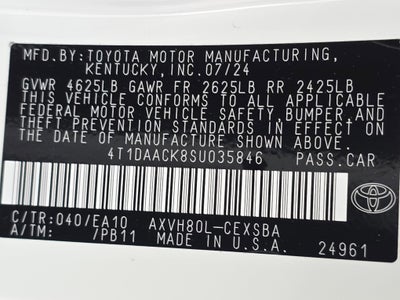 MFD.BY:TOYOTA MOTOR MANUFACTURING,
KENTUCKY, INC.07/24
GVWR 4625LB GAWR FR 2625LB RR 2425LB
THIS VEHICLE CONFORMS TO ALL APPLICABLE
FEDERAL MOTOR VEHICLE SAFETY,BUMPER,AND
THEFT PREVENTION STANDARDS IN EFFECT ON
THE DATE OF MANUFACTURE SHOWN ABOVE.
4T1DAACK8SU035846 PASS.CAR
C/TR:040/EA10 AXVH80L-CEXSBA
A/TM: /PB11 MADE IN U.S.A. 24961
TOYOTA